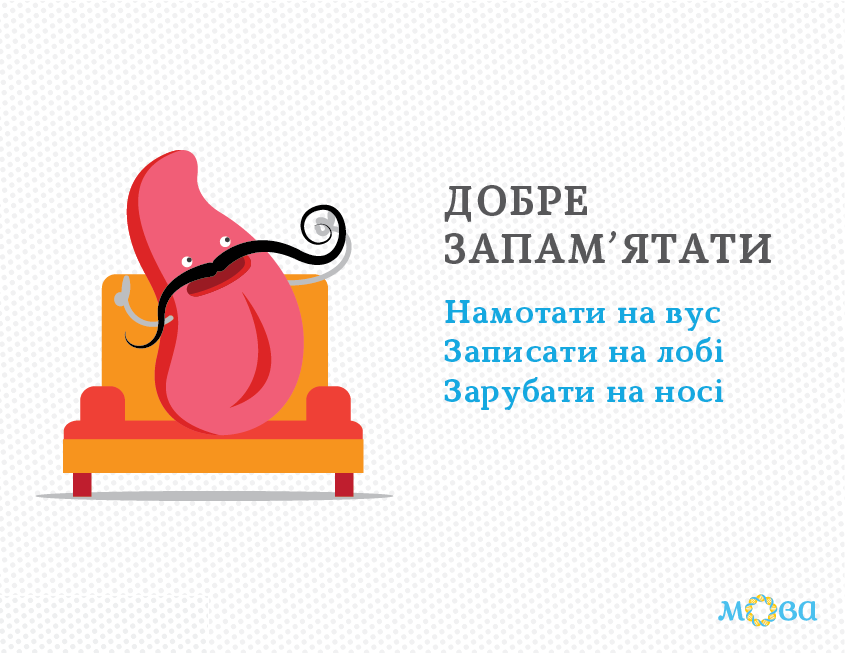 ДОБРЕ
ЗАПАМ’ЯТАТИ
Намотати на вус
Записати на лобі
Зарубати на носі
мова